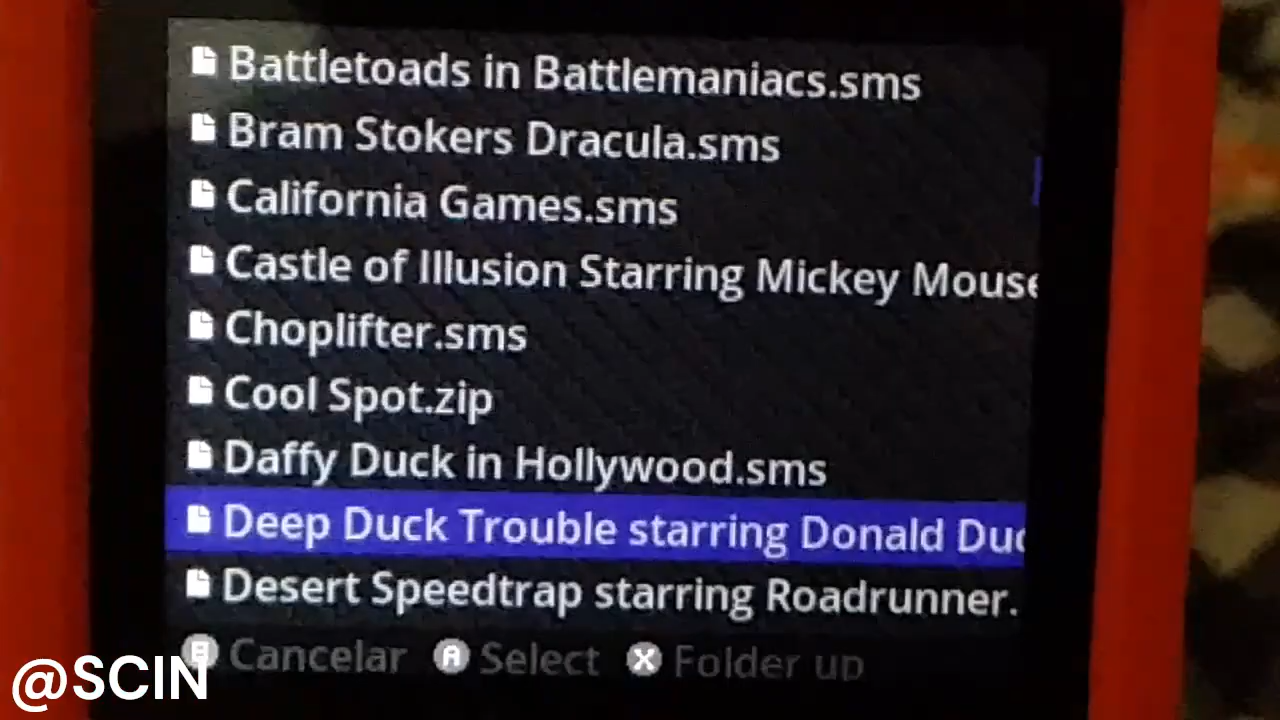 Battletoads in Battlemaniacs.sms
Bram Stokers Dracula.sms
California Games.sms
Castle of Illusion Starring Mickey Mouse
Choplifter.sms
Cool Spot.zip
Daffy Duck in Hollywood.sms
Deep Duck Trouble starring Donald Duc
Desert Speedtrap starring Roadrunner.
B Cancelar A Select X Folder up
@SCIN